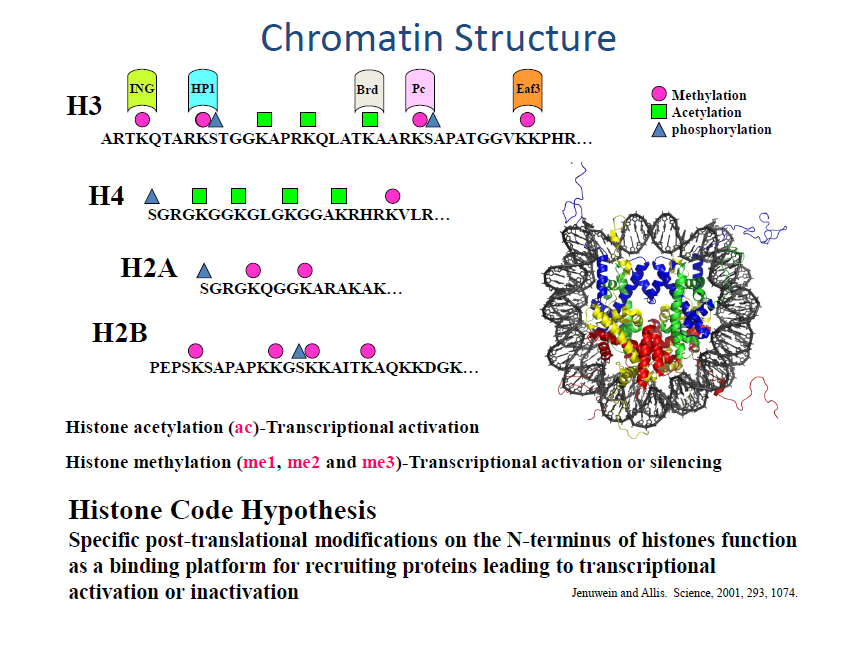 Chromatin Structure
ING HP1 Brd Pc Eaf3
H3
Methylation
Acetylation
phosphorylation
ARTKQTARKSTGGKAPRKQLATKAARKSAPATGGVKKPHR…
H4
SGRGKGGKGLGKGGAKRHRKVLR…
H2A
SGRGKQGGKARAKAK…
H2B
PEPSKSAPAPKKGSKKAITKAQKKDGK…
Histone acetylation (ac)-Transcriptional activation
Histone methylation (me1, me2 and me3)-Transcriptional activation or silencing
Histone Code Hypothesis
Specific post-translational modifications on the N-terminus of histones function
as a binding platform for recruiting proteins leading to transcriptional
activation or inactivation
Jenuwein and Allis. Science, 2001, 293, 1074.